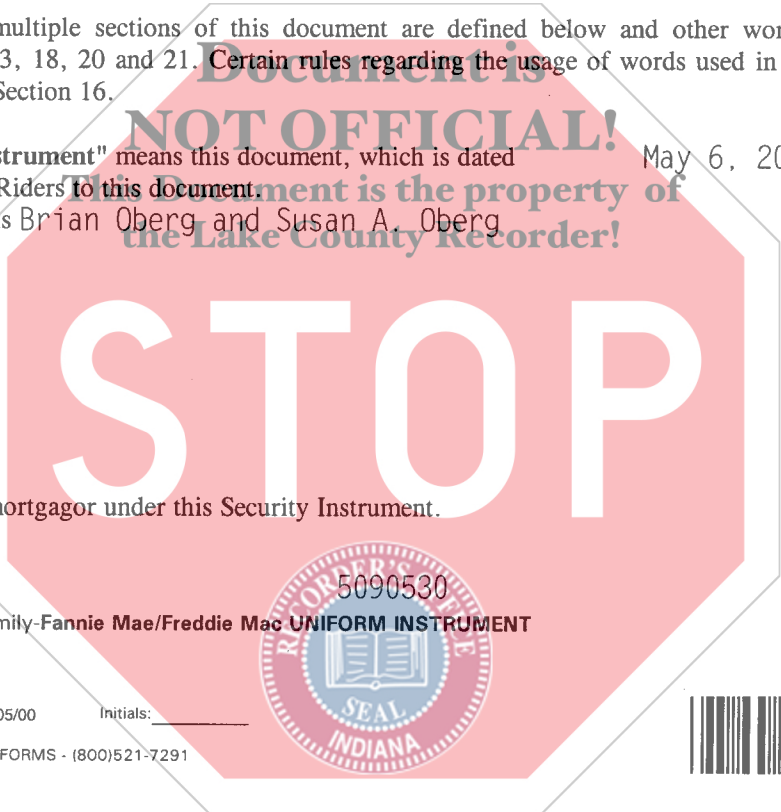 multiple sections of this document are defined below and other wor
3, 18, 20 and 21. Certain rules regarding the usage of words used in
Section 16.
Document is
NOT OFFICIAL!
strument" means this document, which is dated May 6, 20
Riders to this document.
This Document is the property of
s Brian Oberg and Susan A. Oberg
the Lake County Recorder!
STOP
mortgagor under this Security Instrument.
5090530
mily-Fannie Mae/Freddie Mac UNIFORM INSTRUMENT
RECORDER'S OFFICE
SEAL
INDIANA
05/00 Initials:
FORMS - (800)521-7291